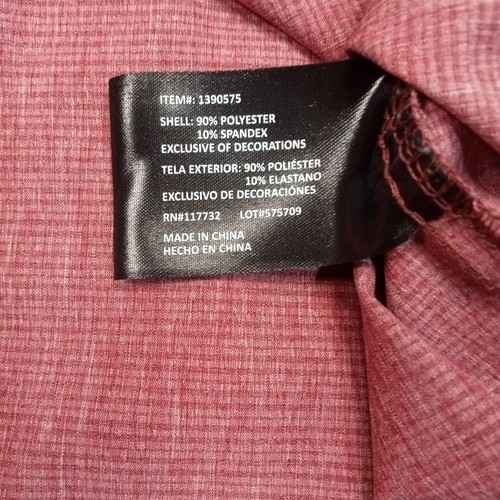 ITEM#: 1390575
SHELL: 90% POLYESTER
10% SPANDEX
EXCLUSIVE OF DECORATIONS
TELA EXTERIOR: 90% POLIÉSTER
10% ELASTANO
EXCLUSIVO DE DECORACIÓNES
RN#117732 LOT#575709
MADE IN CHINA
HECHO EN CHINA